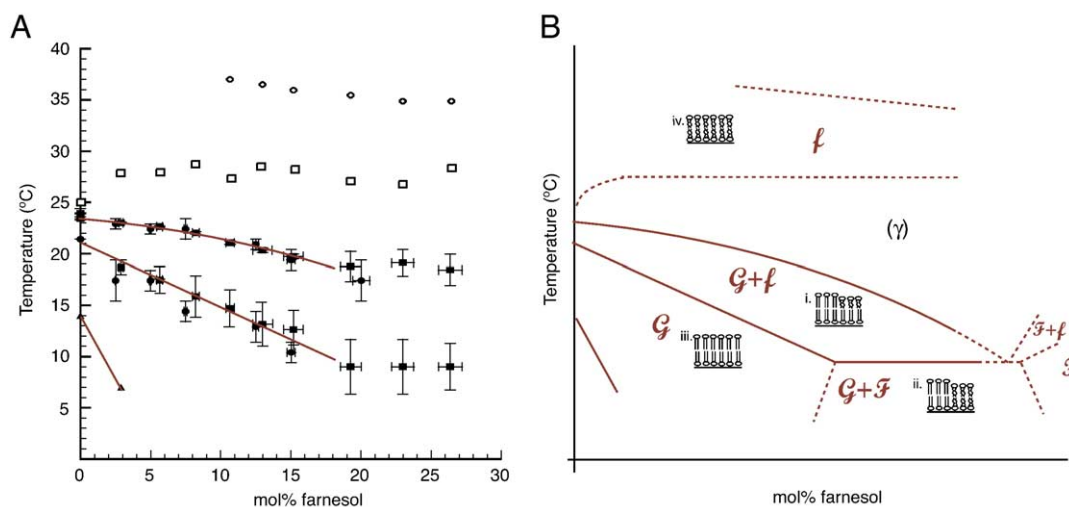 A
B
40
35
30
25
20
15
10
5
0
5
10
15
20
25
30
Temperature (°C)
mol% farnesol
Temperature (°C)
mol% farnesol
iv.
f
(γ)
G+f
i.
G
iii.
G+F
ii.
F+f
F